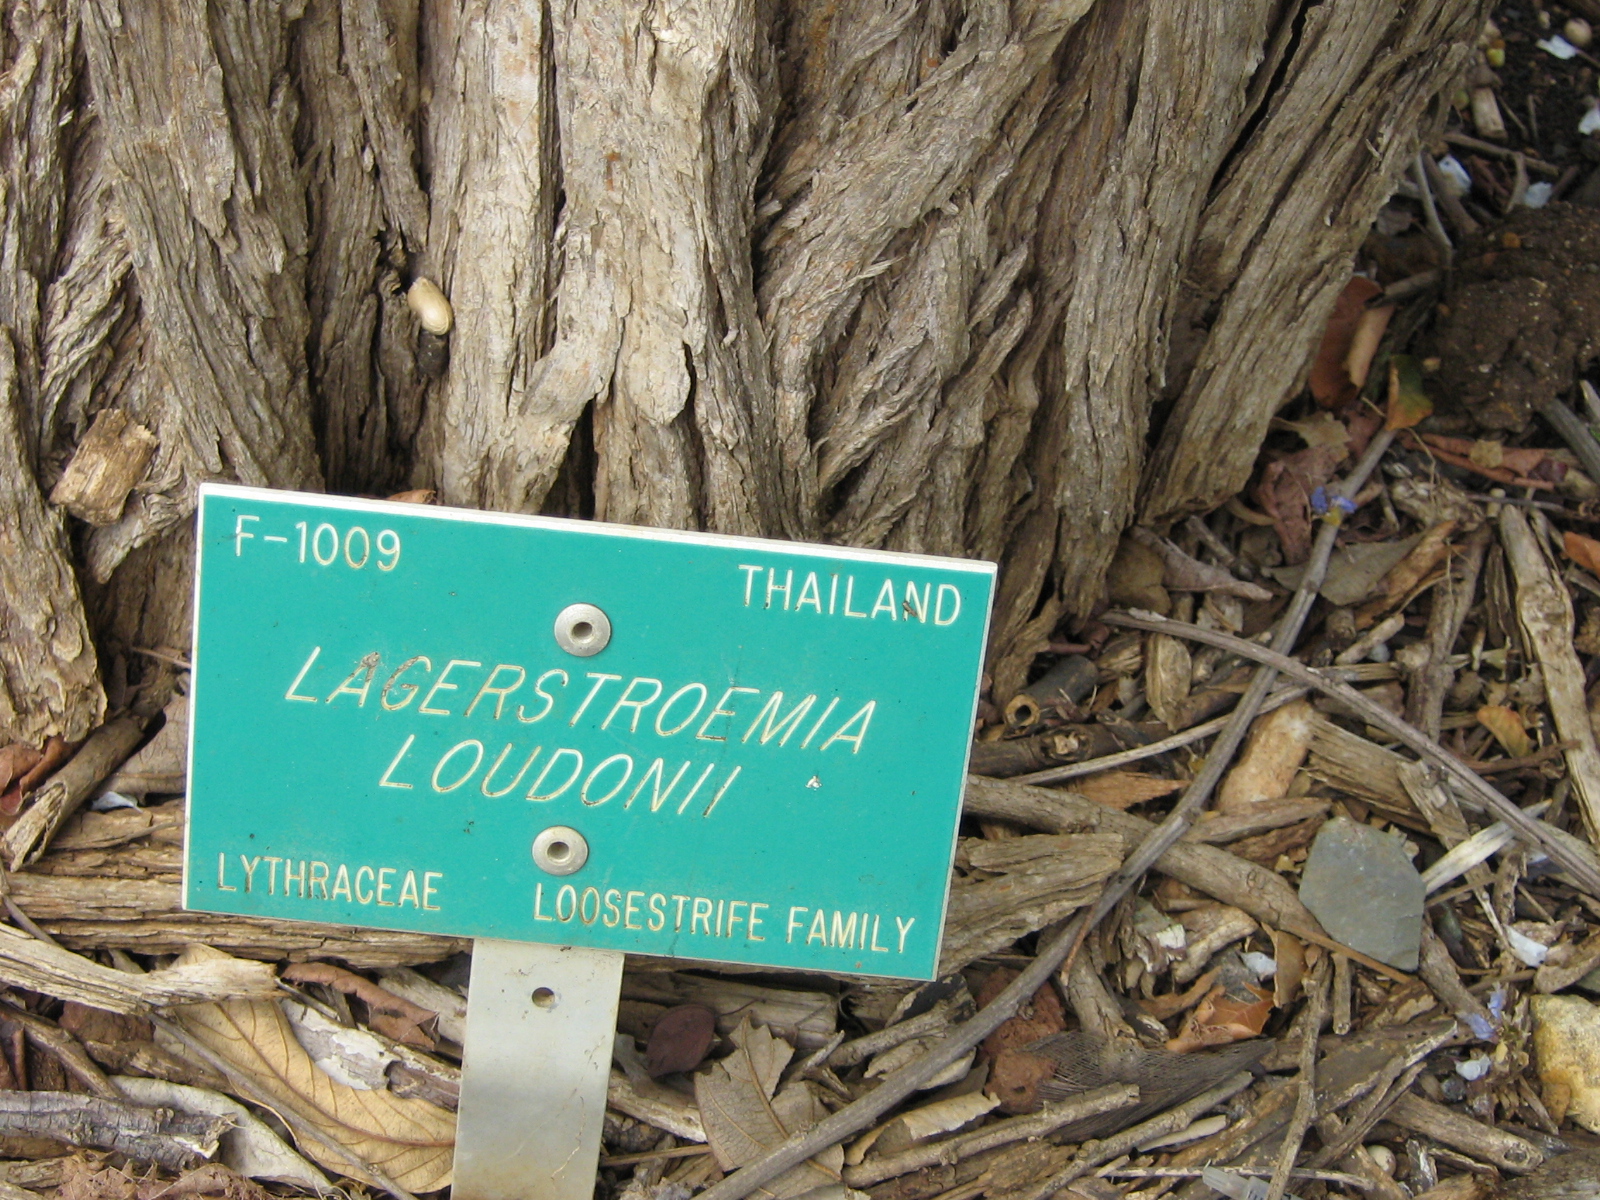 F-1009
THAILAND
LAGERSTROEMIA
LOUDONII
LYTHRACEAE
LOOSESTRIFE FAMILY